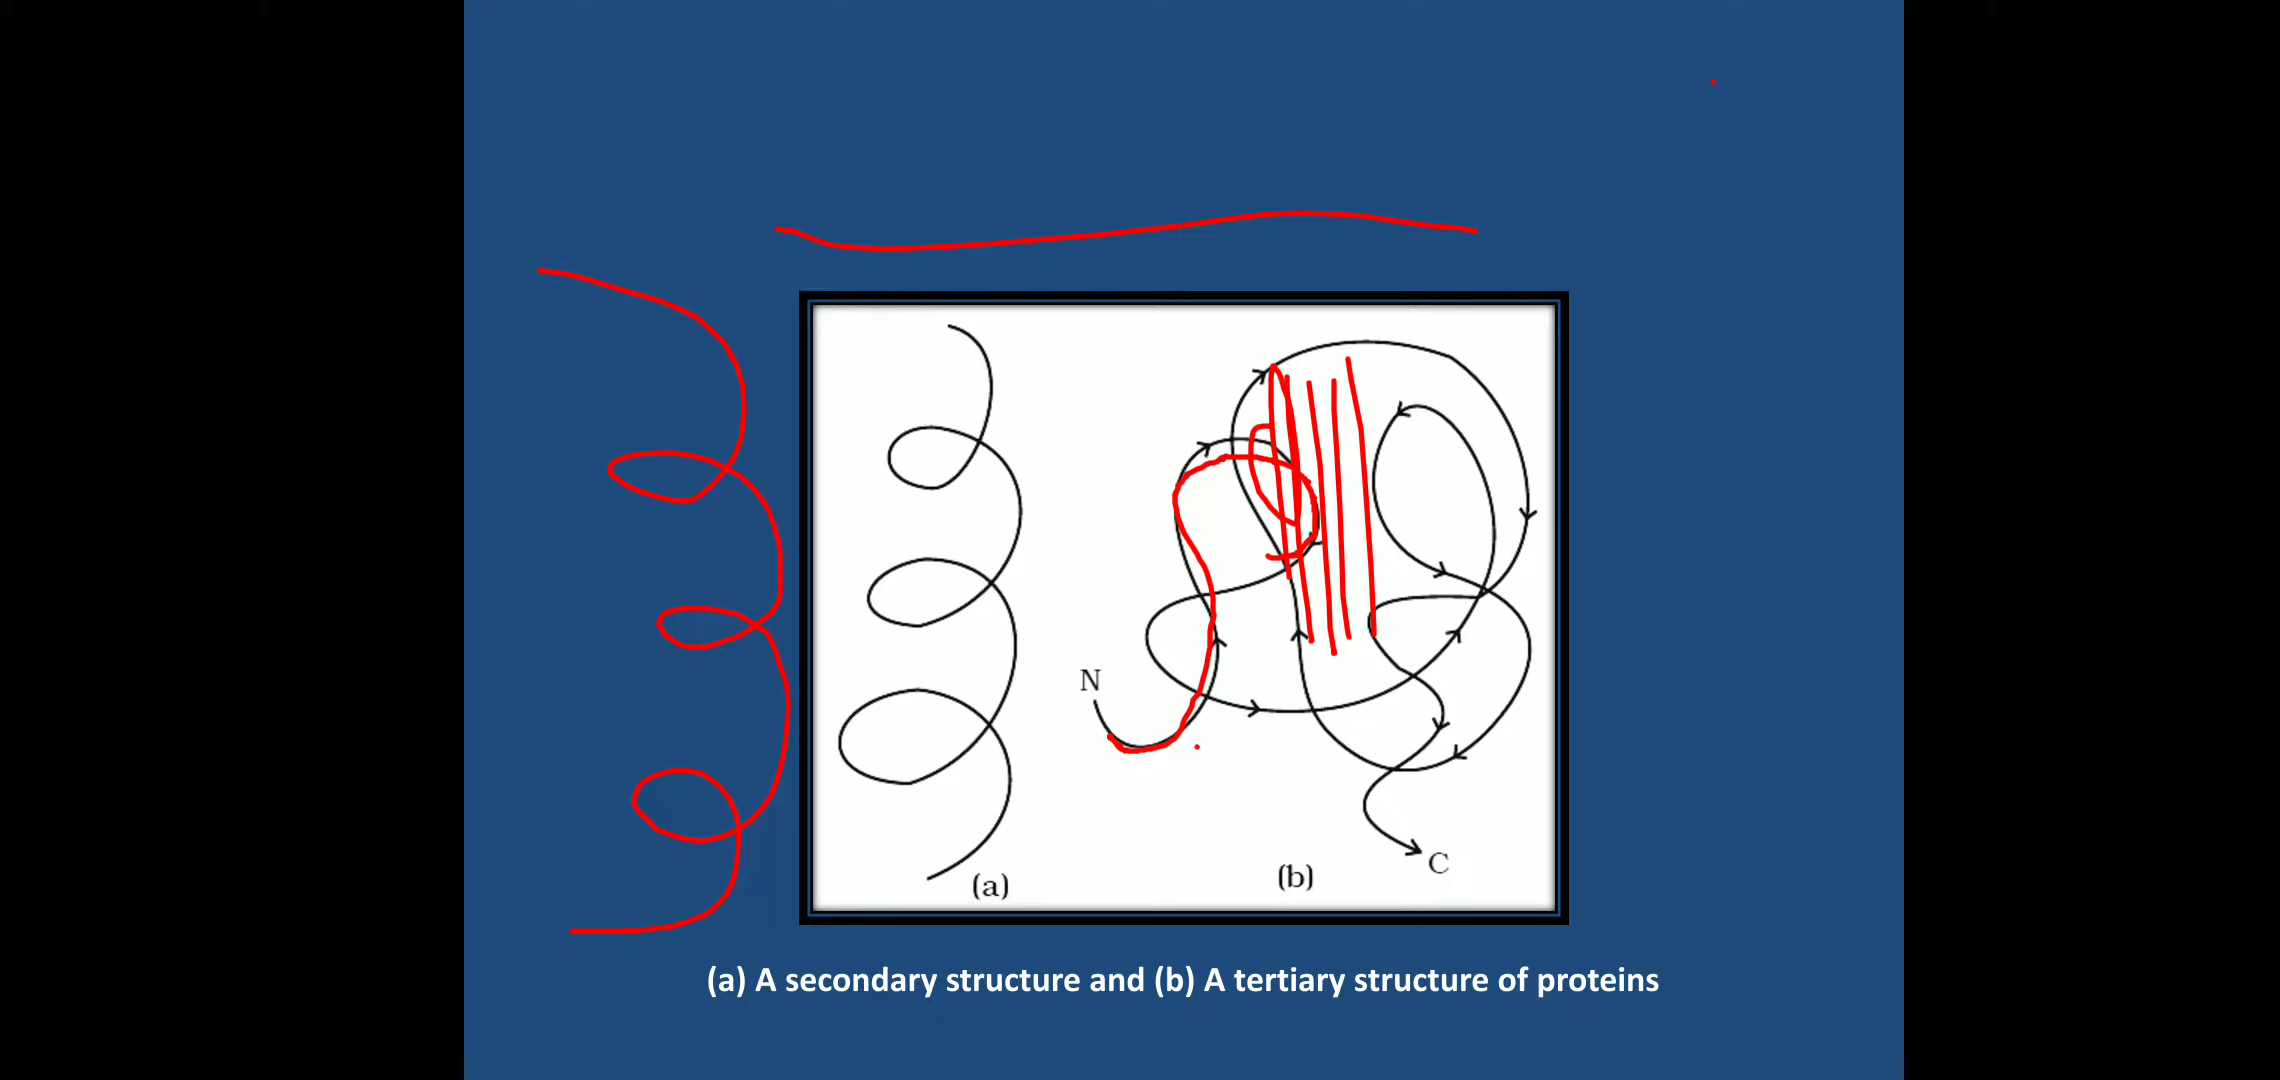 N
C
(a)
(b)
(a) A secondary structure and (b) A tertiary structure of proteins